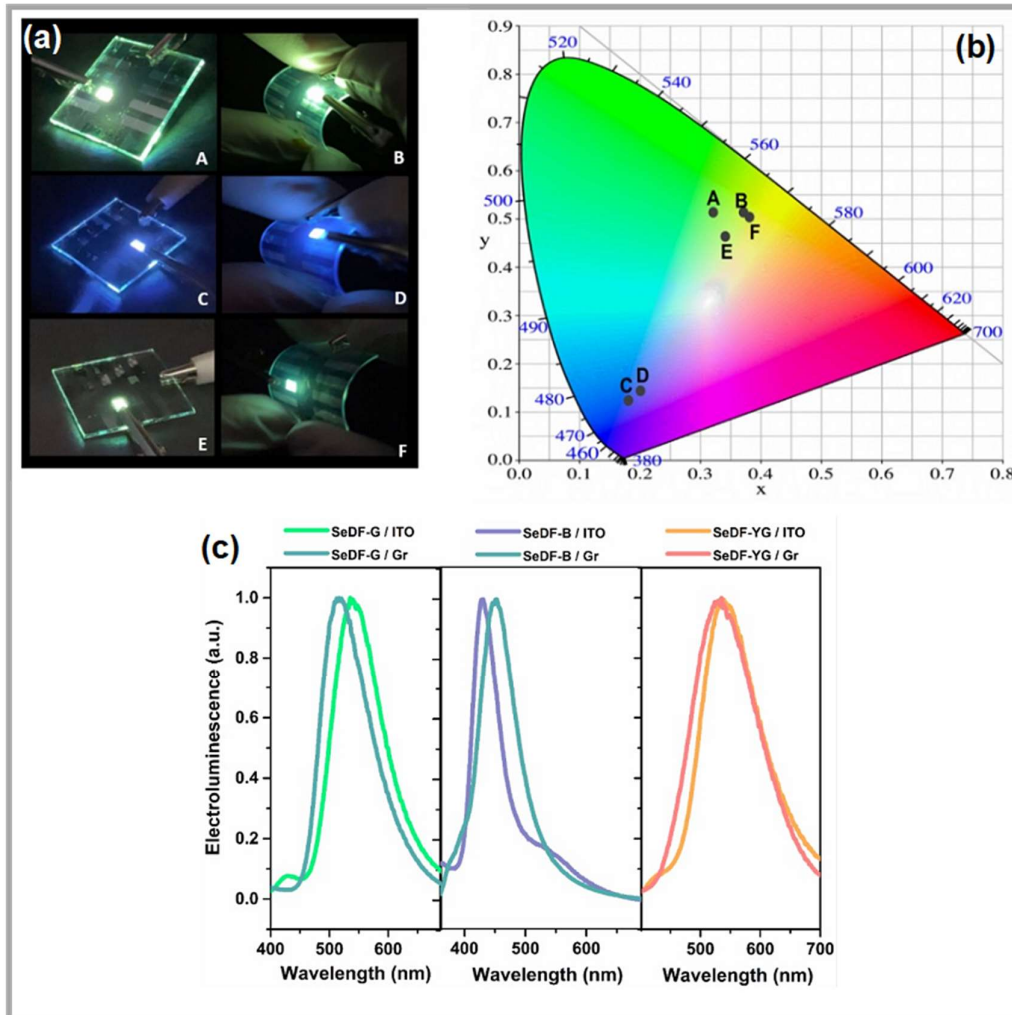 (a)
A
B
C
D
E
F
(b)
0.9
0.8
0.7
0.6
0.5
y
0.4
0.3
0.2
0.1
0.0
0.0 0.1 0.2 0.3 0.4 0.5 0.6 0.7 0.8
x
520
540
560
500
580
600
620
700
490
480
470
460
380
A B
F
E
C D
(c)
SeDF-G / ITO SeDF-B / ITO SeDF-YG / ITO
SeDF-G / Gr SeDF-B / Gr SeDF-YG / Gr
Electroluminescence (a.u.)
1.0
0.8
0.6
0.4
0.2
0.0
400 500 600 400 500 600 500 600 700
Wavelength (nm) Wavelength (nm) Wavelength (nm)